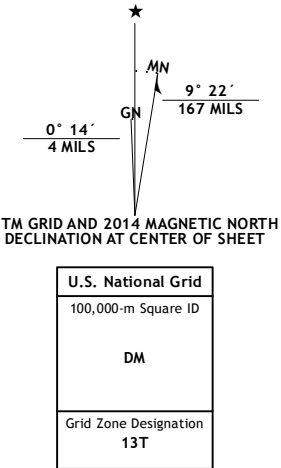 MN
GN
9° 22´
167 MILS
0° 14´
4 MILS
TM GRID AND 2014 MAGNETIC NORTH
DECLINATION AT CENTER OF SHEET
U.S. National Grid
100,000-m Square ID
DM
Grid Zone Designation
13T